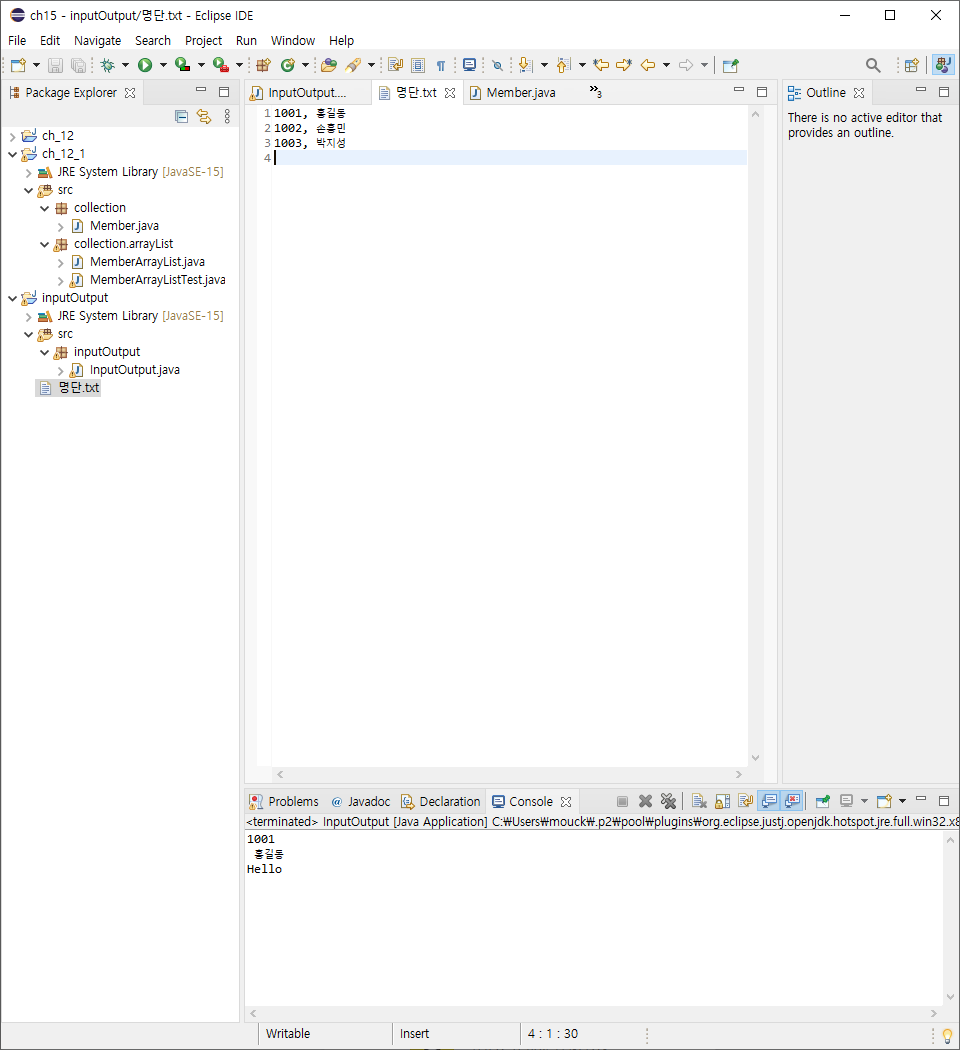 ch15 - inputOutput/명단.txt - Eclipse IDE
File Edit Navigate Search Project Run Window Help
Package Explorer
ch_12
ch_12_1
JRE System Library [JavaSE-15]
src
collection
Member.java
collection.arrayList
MemberArrayList.java
MemberArrayListTest.java
inputOutput
JRE System Library [JavaSE-15]
src
inputOutput
InputOutput.java
명단.txt
InputOutput.... 명단.txt Member.java »3
1 1001, 홍길동
2 1002, 손흥민
3 1003, 박지성
4
Outline
There is no active editor that
provides an outline.
Problems @ Javadoc Declaration Console
<terminated> InputOutput [Java Application] C:₩Users₩mouck₩.p2₩pool₩plugins₩org.eclipse.justj.openjdk.hotspot.jre.full.win32.x8
1001
홍길동
Hello
Writable Insert 4 : 1 : 30